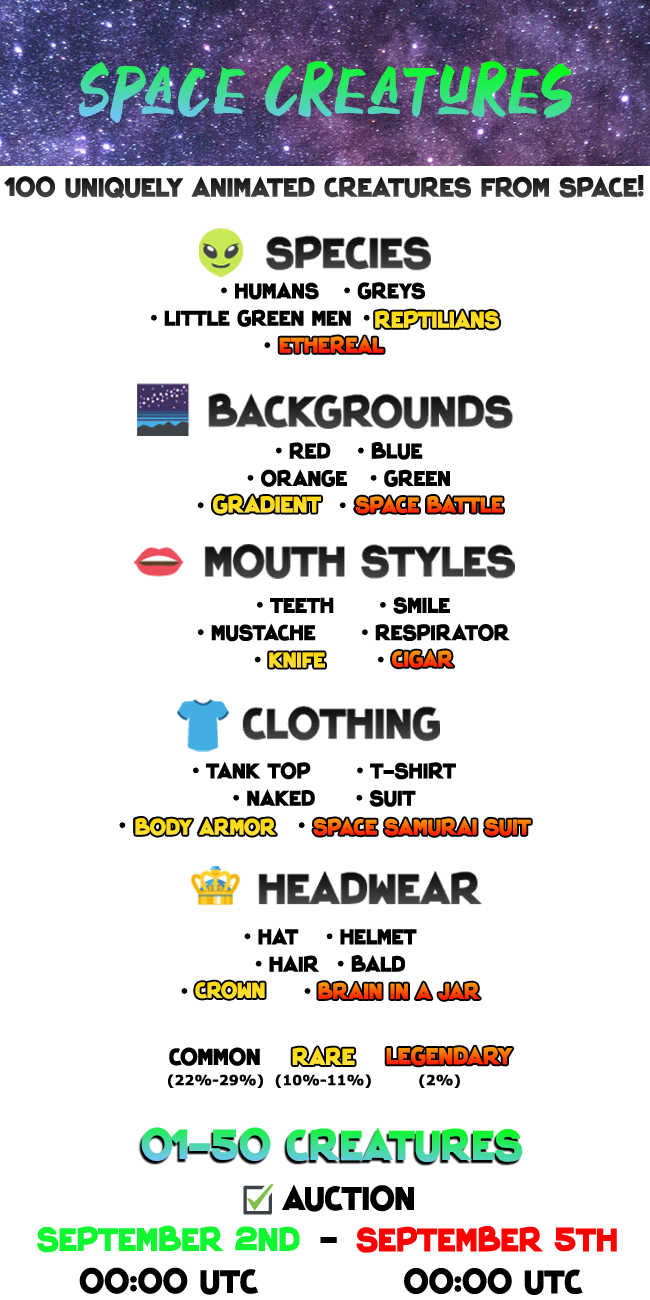 SPACE CREATURES
100 UNIQUELY ANIMATED CREATURES FROM SPACE!
SPECIES
• HUMANS • GREYS
• LITTLE GREEN MEN • REPTILIANS
• ETHEREAL
BACKGROUNDS
• RED • BLUE
• ORANGE • GREEN
• GRADIENT • SPACE BATTLE
MOUTH STYLES
• TEETH • SMILE
• MUSTACHE • RESPIRATOR
• KNIFE • CIGAR
CLOTHING
• TANK TOP • T-SHIRT
• NAKED • SUIT
• BODY ARMOR • SPACE SAMURAI SUIT
HEADWEAR
• HAT • HELMET
• HAIR • BALD
• CROWN • BRAIN IN A JAR
COMMON RARE LEGENDARY
(22%-29%) (10%-11%) (2%)
01-50 CREATURES
AUCTION
SEPTEMBER 2ND - SEPTEMBER 5TH
00:00 UTC 00:00 UTC